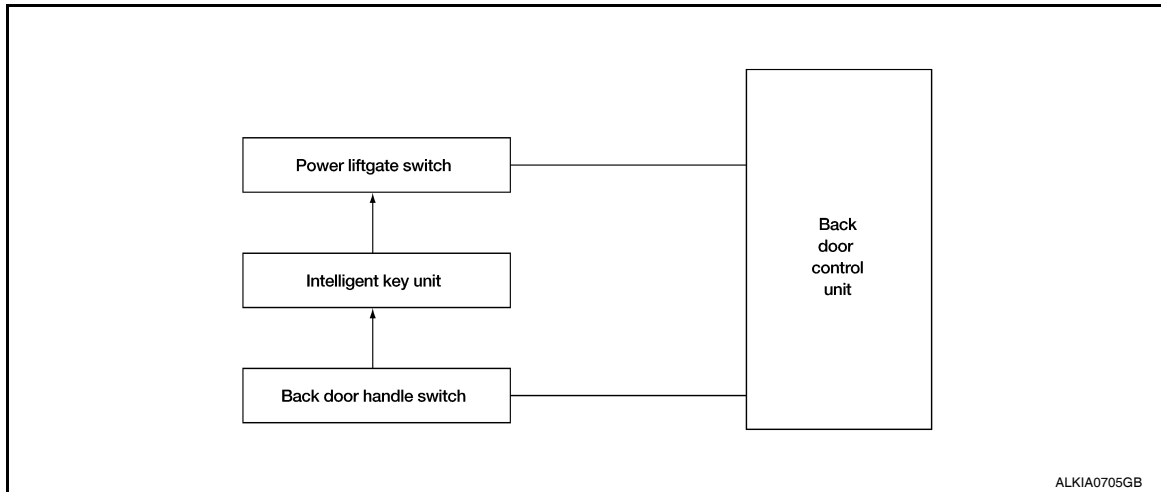 Power liftgate switch
Intelligent key unit
Back door handle switch
Back
door
control
unit
ALKIA0705GB